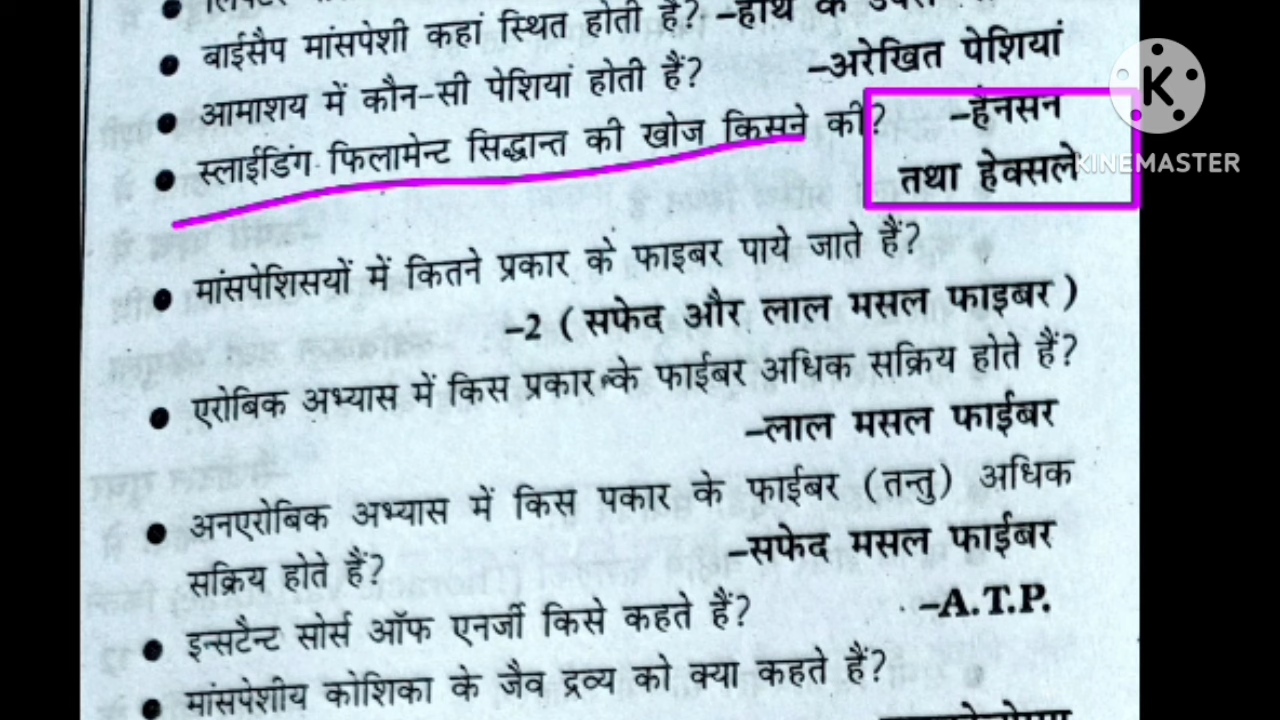 बाईसैप मांसपेशी कहां स्थित होती है? –हाथ के
आमाशय में कौन-सी पेशियां होती हैं? –अरेखित पेशियां
स्लाईडिंग फिलामेन्ट सिद्धान्त की खोज किसने की? –हैनसन
तथा हेक्सले
KINEMASTER
K
मांसपेशिसयों में कितने प्रकार के फाइबर पाये जाते हैं?
–2 (सफेद और लाल मसल फाइबर)
एरोबिक अभ्यास में किस प्रकार के फाईबर अधिक सक्रिय होते हैं?
–लाल मसल फाईबर
अनएरोबिक अभ्यास में किस पकार के फाईबर (तन्तु) अधिक
सक्रिय होते हैं? –सफेद मसल फाईबर
इन्सटैन्ट सोर्स ऑफ एनर्जी किसे कहते हैं? –A.T.P.
मांसपेशीय कोशिका के जैव द्रव्य को क्या कहते हैं?